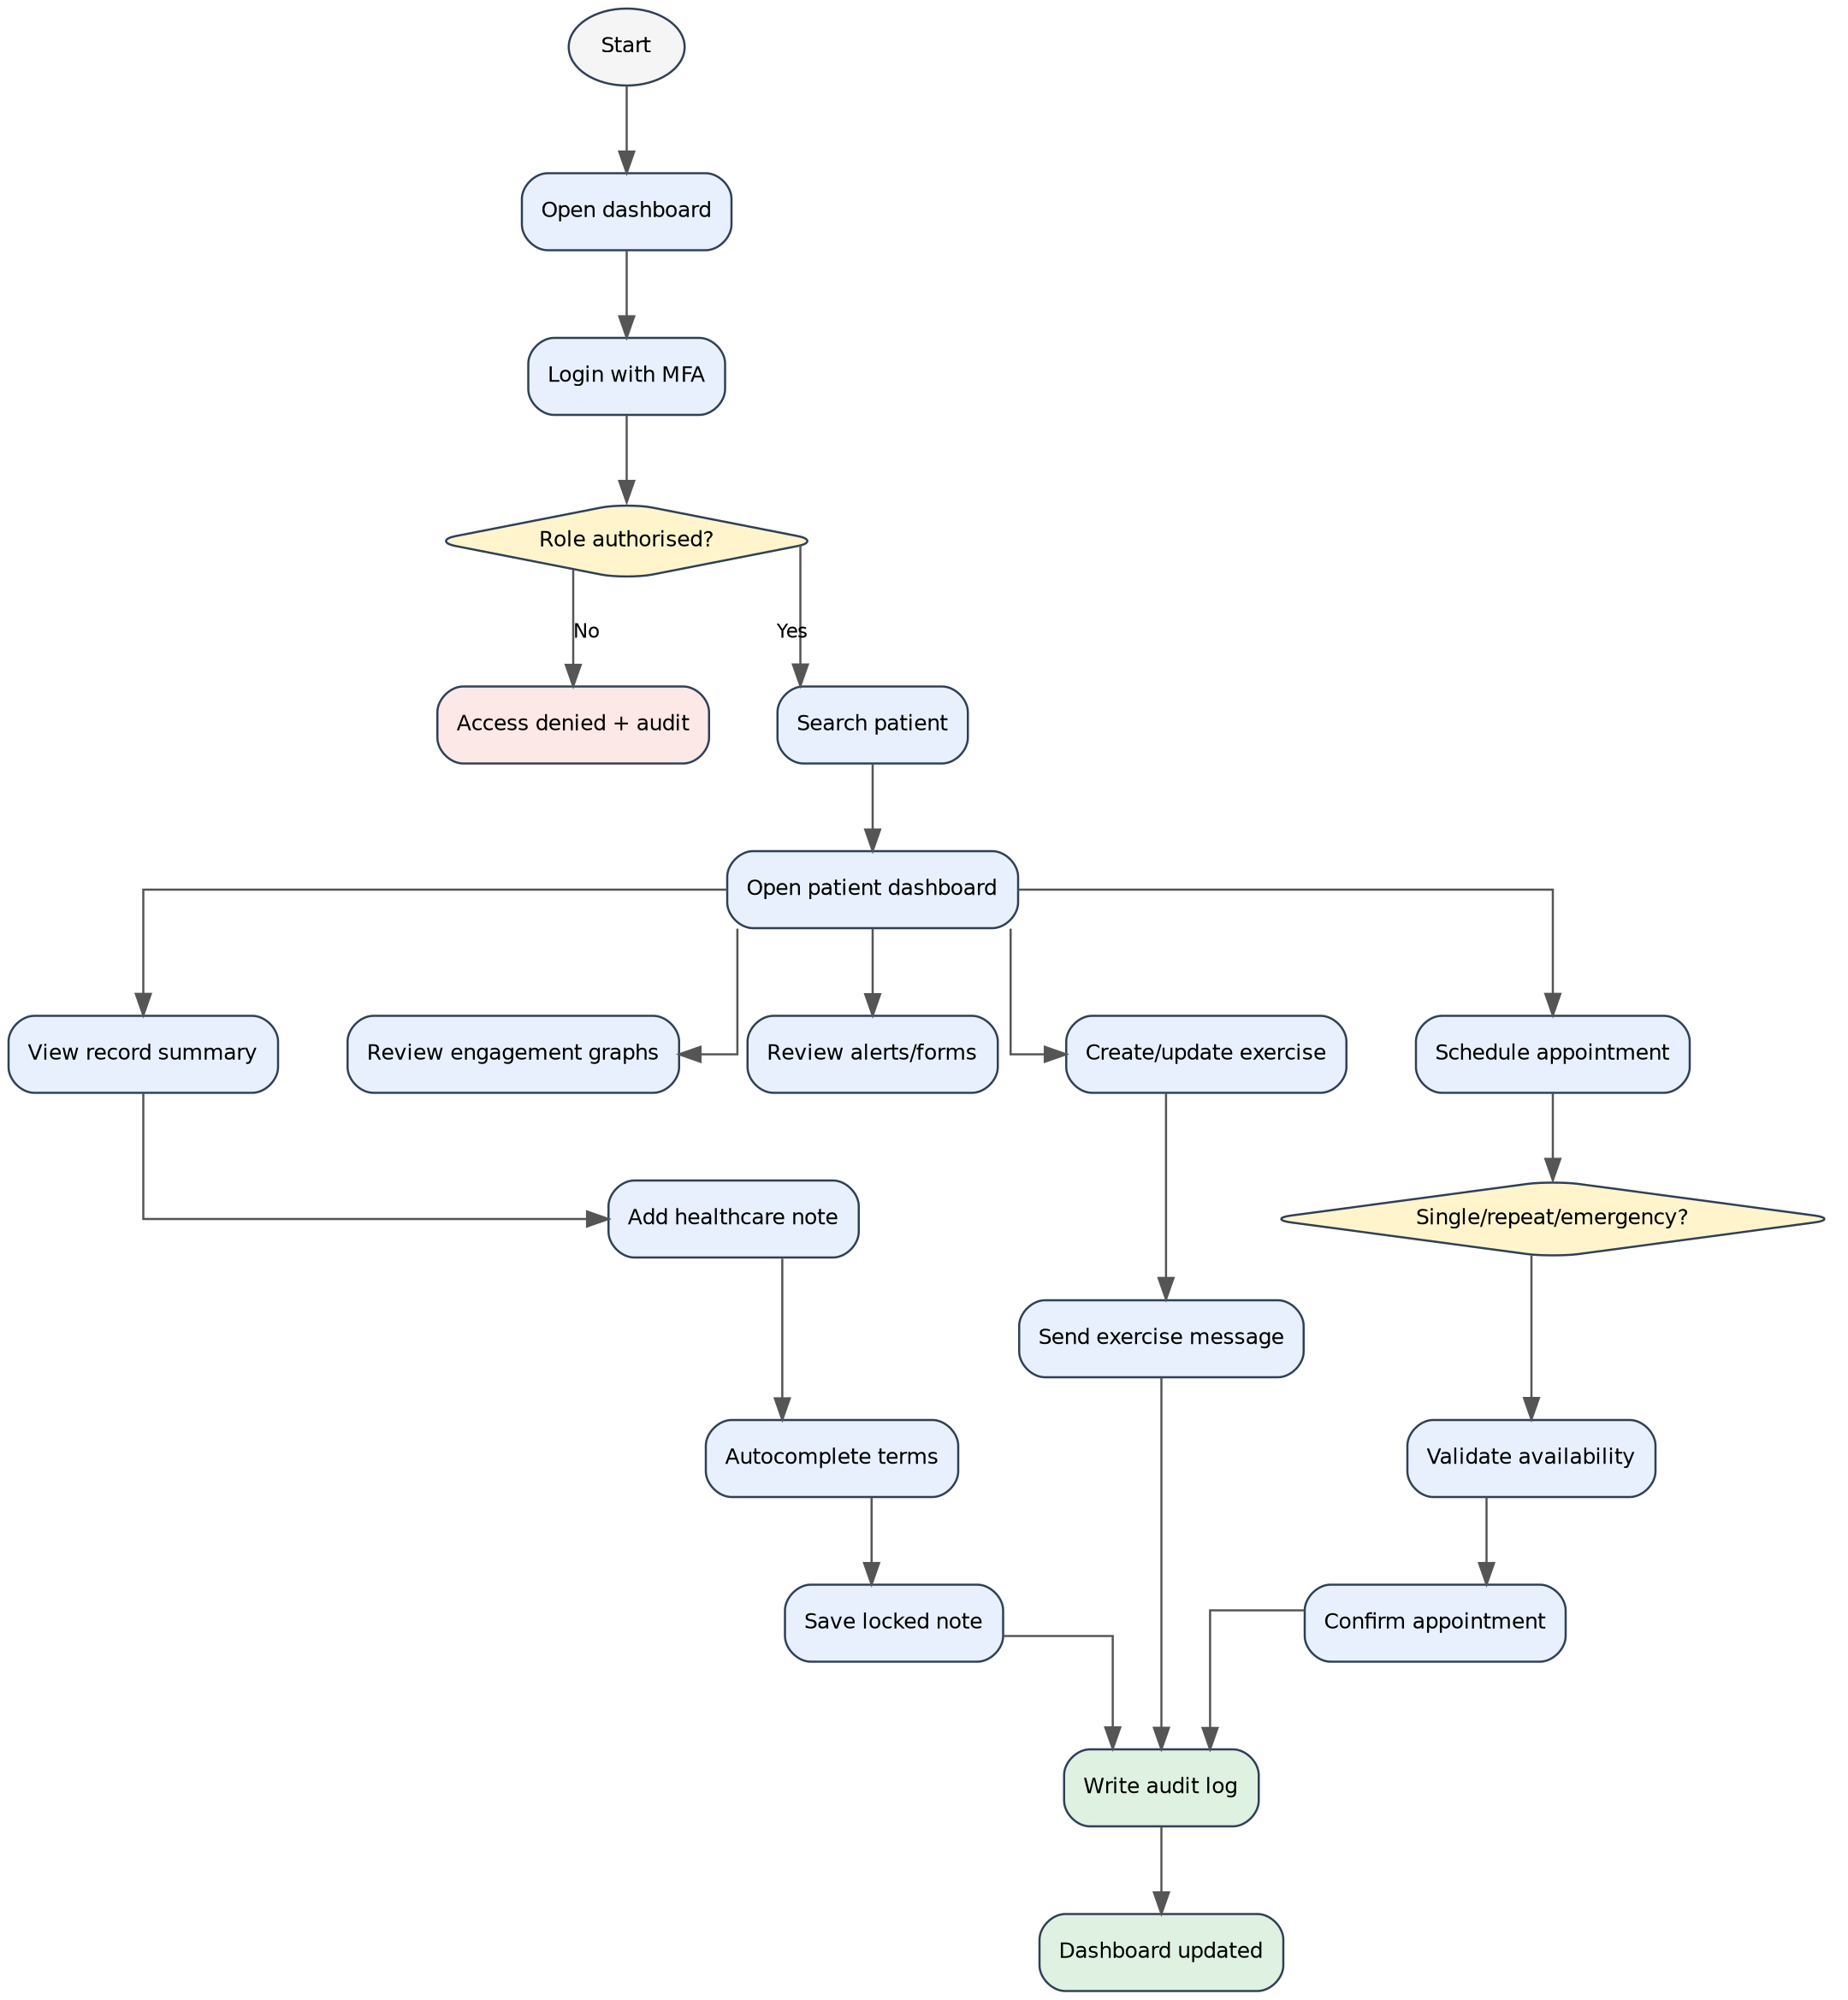 Start
Open dashboard
Login with MFA
Role authorised?
No
Yes
Access denied + audit
Search patient
Open patient dashboard
View record summary
Review engagement graphs
Review alerts/forms
Create/update exercise
Schedule appointment
Add healthcare note
Single/repeat/emergency?
Send exercise message
Autocomplete terms
Validate availability
Save locked note
Confirm appointment
Write audit log
Dashboard updated